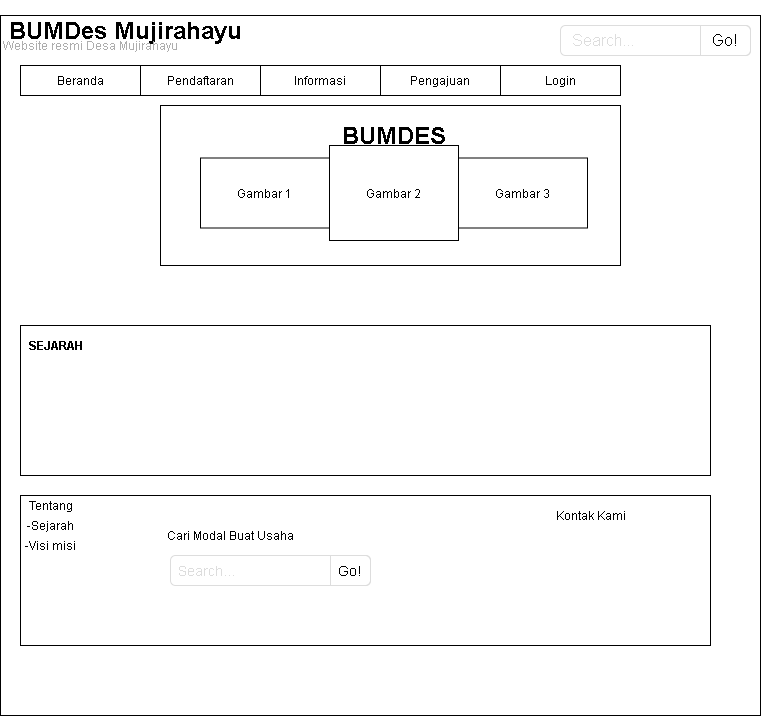 BUMDes Mujirahayu
Website resmi Desa Mujirahayu
Search... Go!
Beranda Pendaftaran Informasi Pengajuan Login
BUMDES
Gambar 1 Gambar 2 Gambar 3
SEJARAH
Tentang
-Sejarah
-Visi misi
Cari Modal Buat Usaha
Search... Go!
Kontak Kami